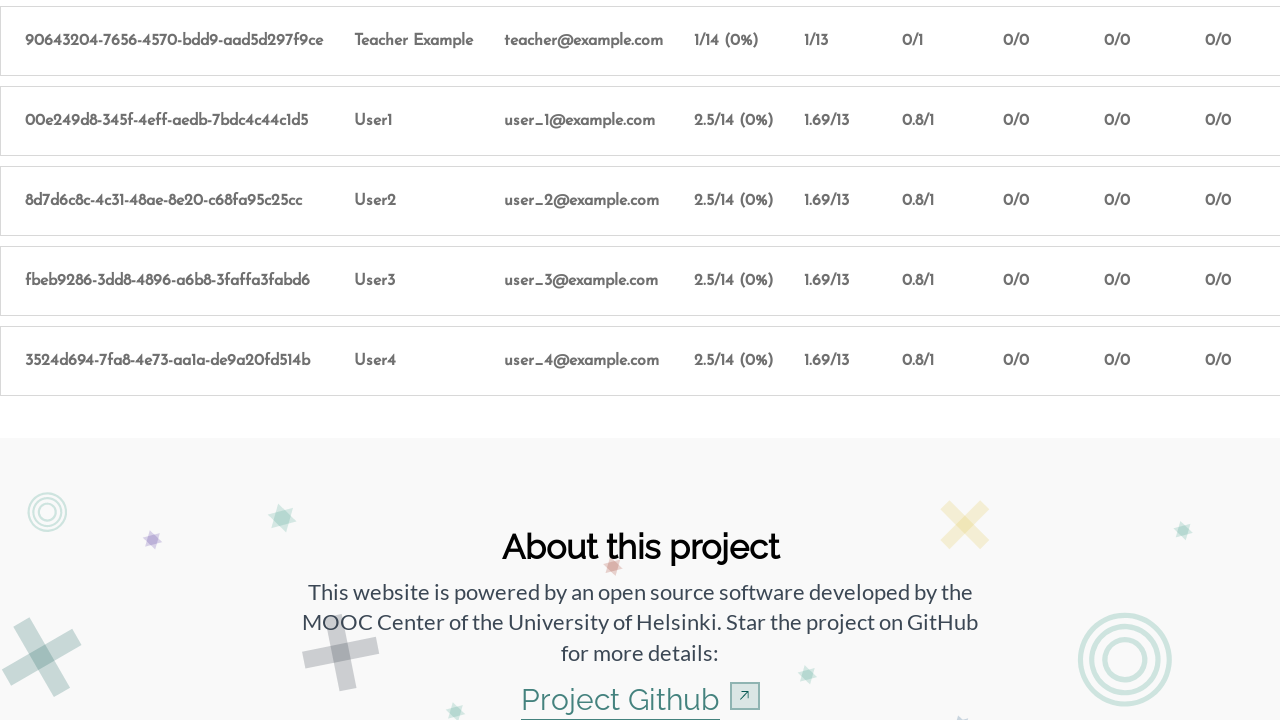 90643204-7656-4570-bdd9-aad5d297f9ce Teacher Example teacher@example.com 1/14 (0%) 1/13 0/1 0/0 0/0 0/0
00e249d8-345f-4eff-aedb-7bdc4c44c1d5 User1 user_1@example.com 2.5/14 (0%) 1.69/13 0.8/1 0/0 0/0 0/0
8d7d6c8c-4c31-48ae-8e20-c68fa95c25cc User2 user_2@example.com 2.5/14 (0%) 1.69/13 0.8/1 0/0 0/0 0/0
fbeb9286-3dd8-4896-a6b8-3faffa3fabd6 User3 user_3@example.com 2.5/14 (0%) 1.69/13 0.8/1 0/0 0/0 0/0
3524d694-7fa8-4e73-aa1a-de9a20fd514b User4 user_4@example.com 2.5/14 (0%) 1.69/13 0.8/1 0/0 0/0 0/0
About this project
This website is powered by an open source software developed by the
MOOC Center of the University of Helsinki. Star the project on GitHub
for more details:
Project Github